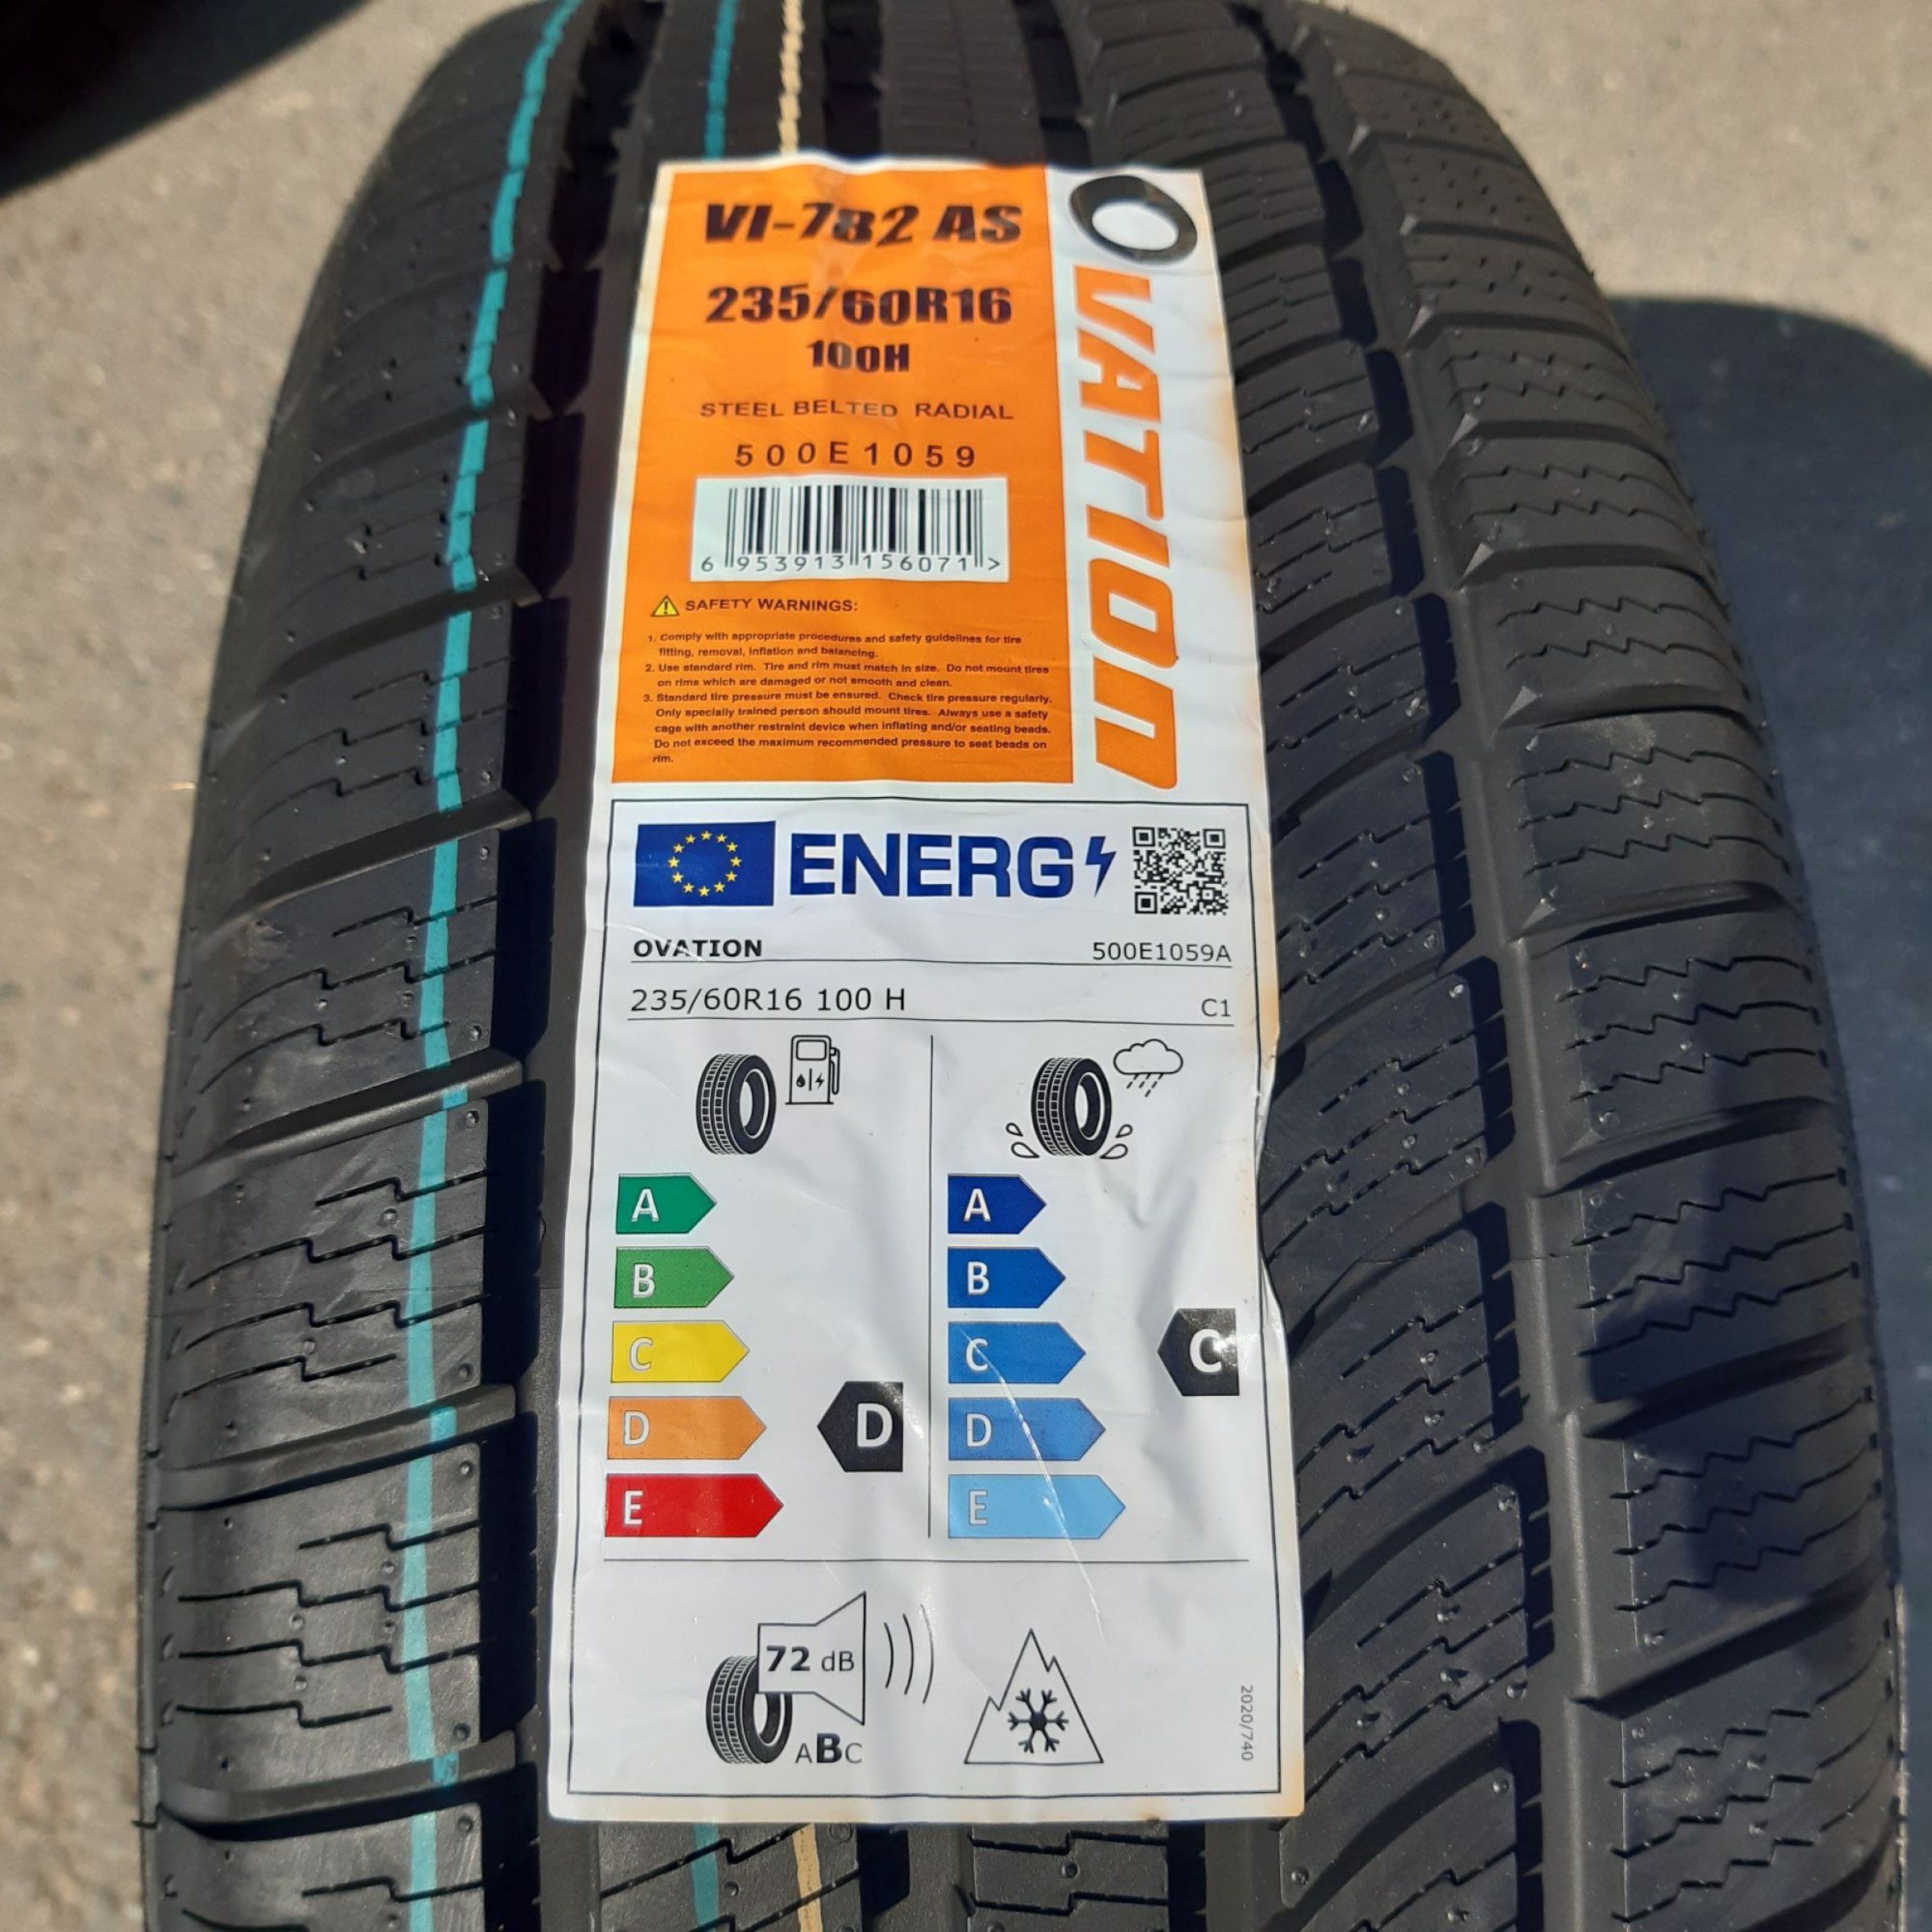 VI-782 AS
235/60R16
100H
STEEL BELTED RADIAL
500E1059
6 953913 156071 >
SAFETY WARNINGS:
1. Comply with appropriate procedures and safety guidelines for tire
fitting, removal, inflation and balancing.
2. Use standard rim. Tire and rim must match in size. Do not mount tires
on rims which are damaged or not smooth and clean.
3. Standard tire pressure must be ensured. Check tire pressure regularly.
Only specially trained person should mount tires. Always use a safety
cage with another restraint device when inflating and/or seating beads.
Do not exceed the maximum recommended pressure to seat beads on
rim.
OVATION
ENERG
OVATION 500E1059A
235/60R16 100 H C1
A
B
C
D
E
D
A
B
C
D
E
C
72 dB
ABC
2020/740